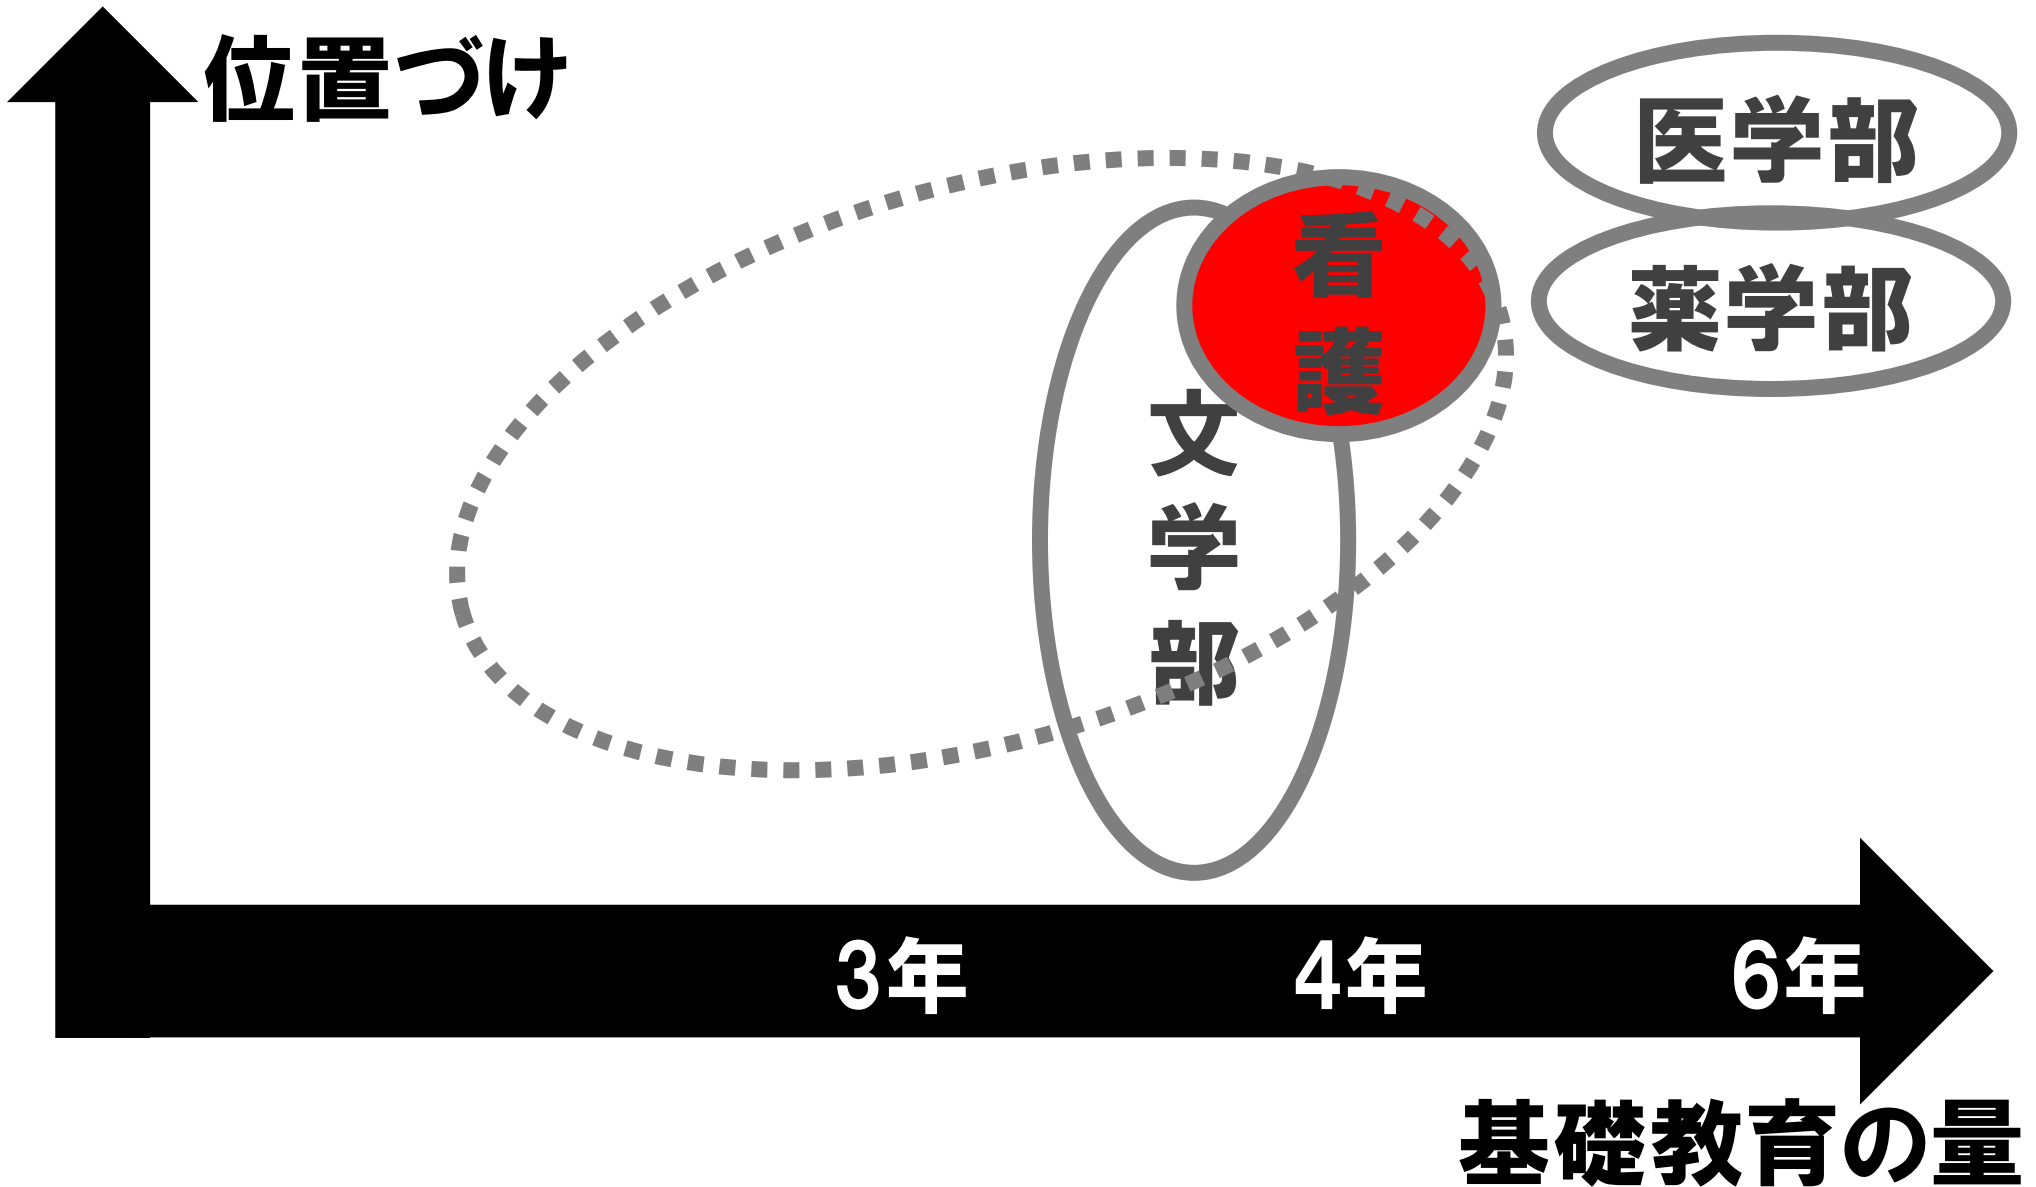 位置づけ
医学部
薬学部
看護
文学部
3年
4年
6年
基礎教育の量